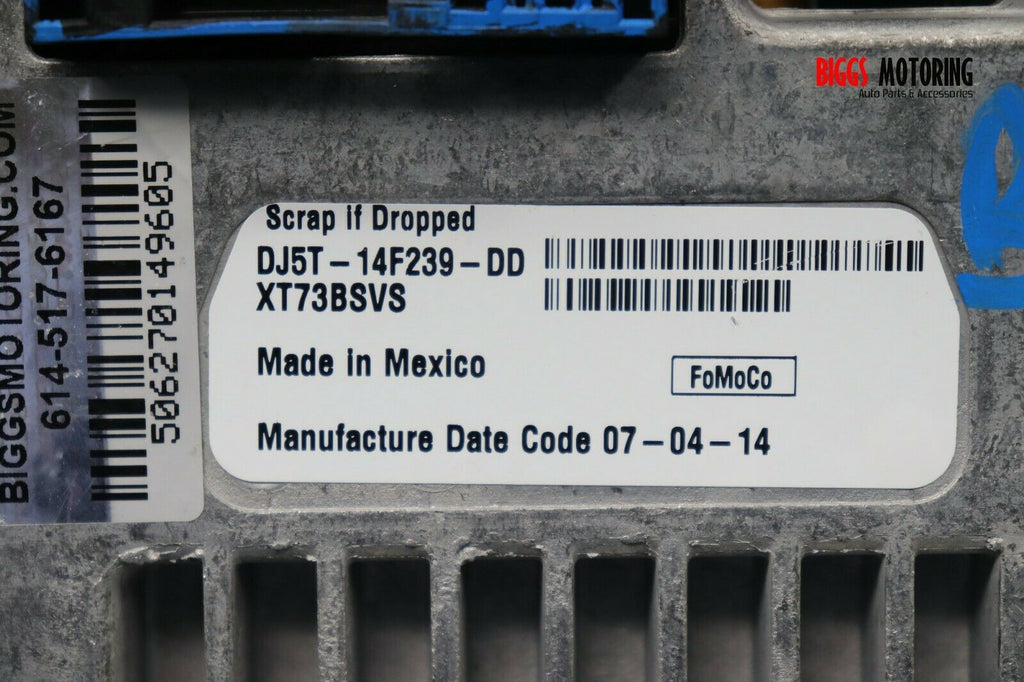 BIGGS MOTORING
Auto Parts & Accessories
BIGGSMOTORING.COM
614-517-6167
506270149605
Scrap if Dropped
DJ5T-14F239-DD
XT73BSVS
Made in Mexico
FoMoCo
Manufacture Date Code 07-04-14